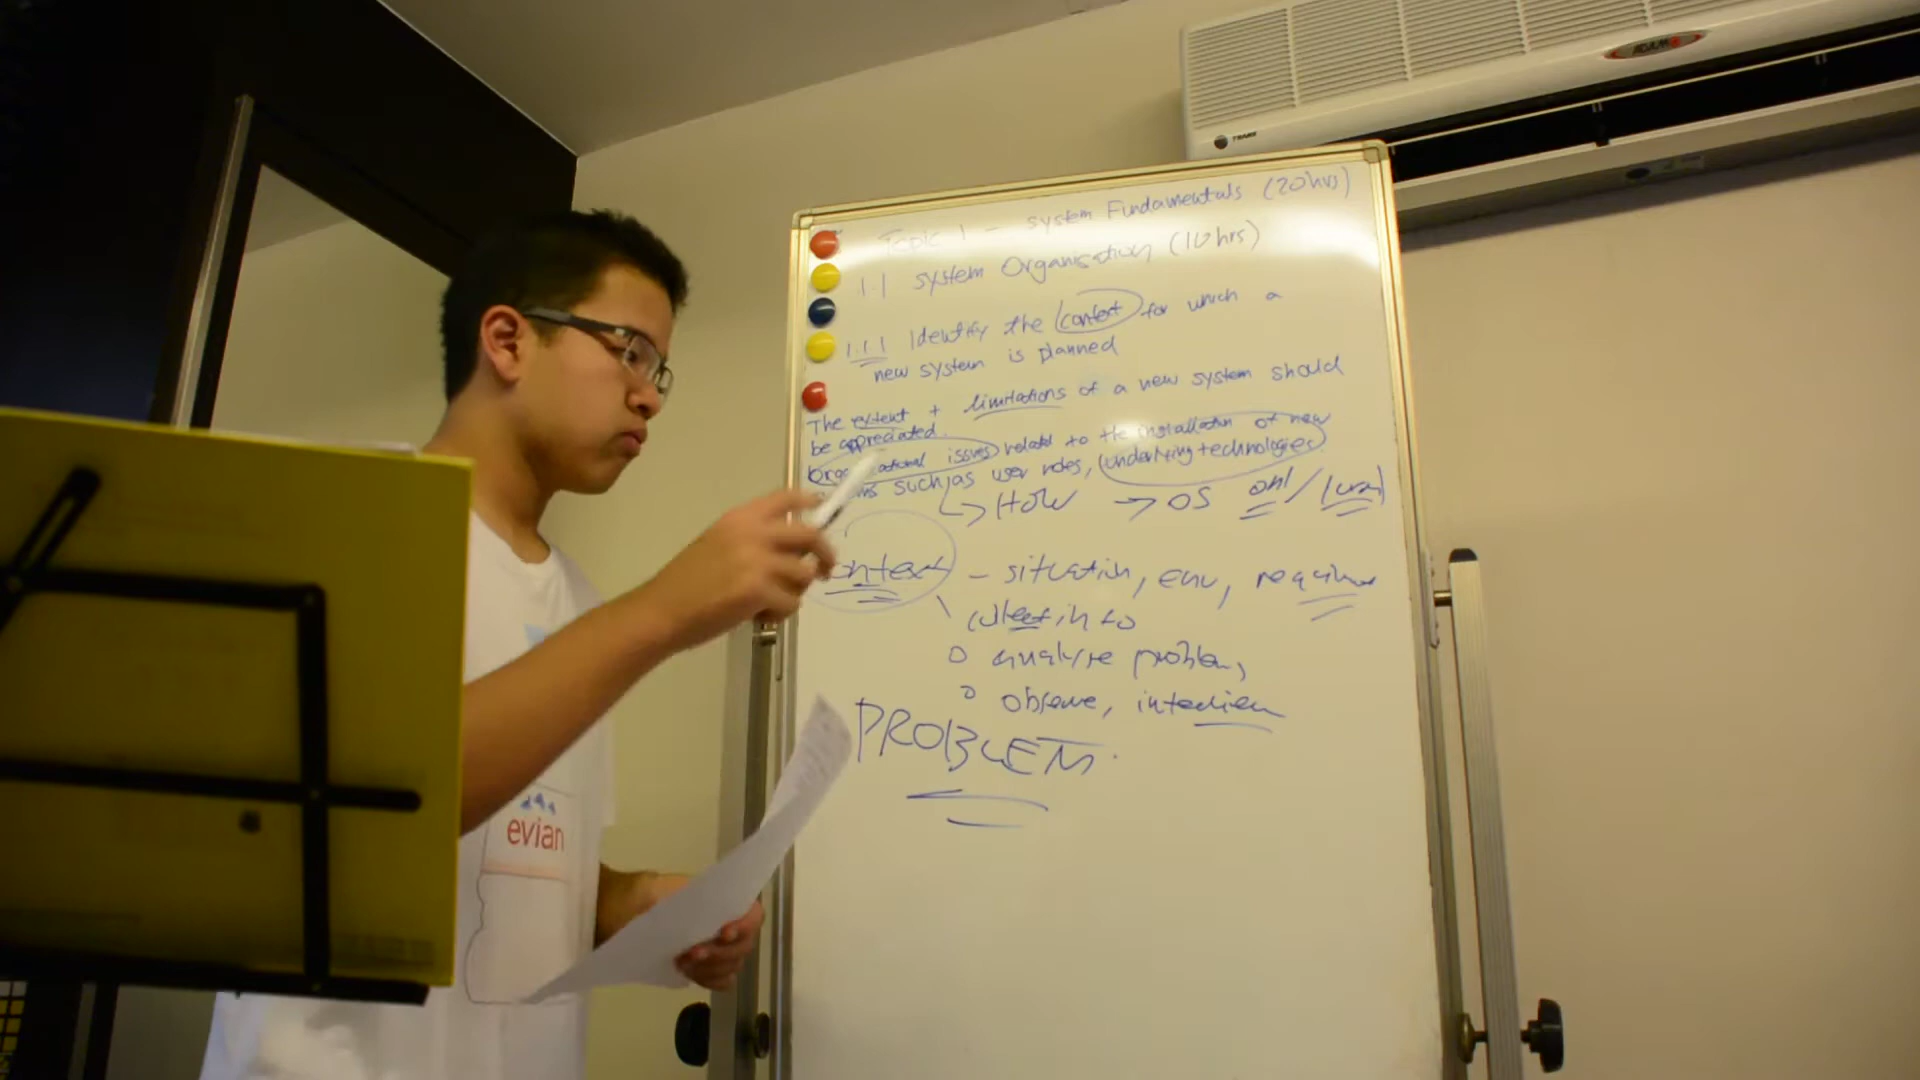 Topic 1 - System Fundamentals (20hrs)
1.1 System Organisation (10hrs)
1.1.1 Identify the context for which a
new system is planned
The extent + limitations of a new system should
be appreciated.
issues related to the installation of new
such as user roles, underlying technologies.
→ HOW → OS
context - situation, env,
collect info
o analyse problem,
o observe, interview
PROBLEM.
evian
TRANE